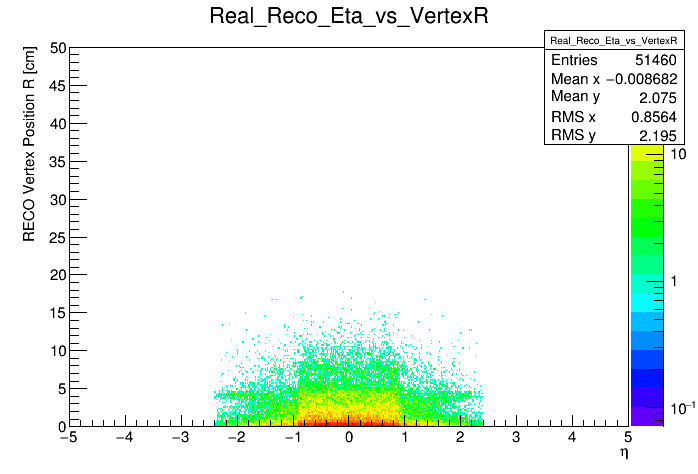 Real_Reco_Eta_vs_VertexR
Real_Reco_Eta_vs_VertexR
Entries 51460
Mean x −0.008682
Mean y 2.075
RMS x 0.8564
RMS y 2.195
RECO Vertex Position R [cm]
50
45
40
35
30
25
20
15
10
5
0
−5 −4 −3 −2 −1 0 1 2 3 4 5
η
10
1
10⁻¹